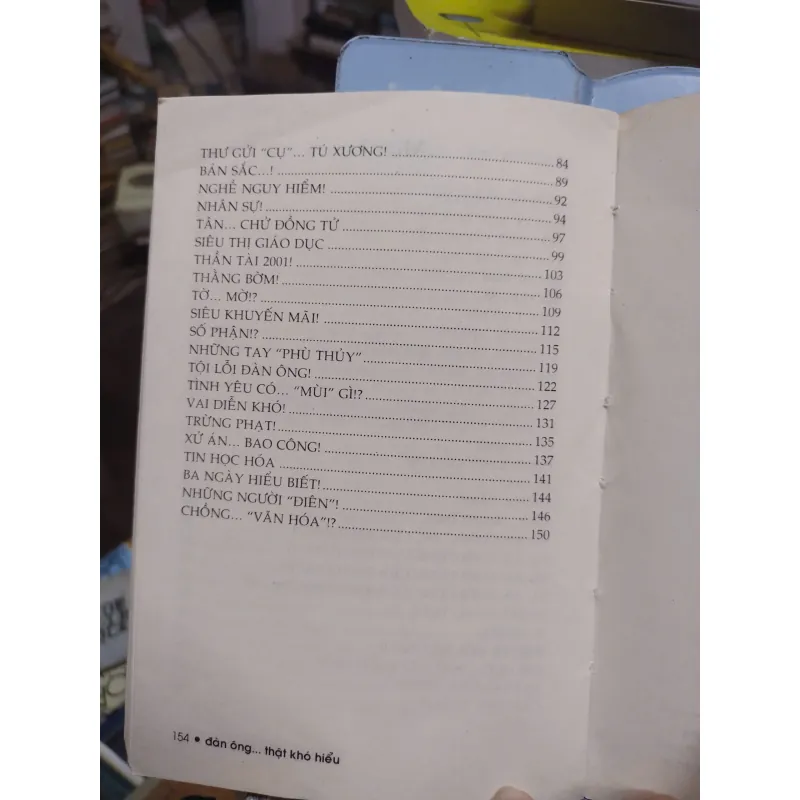 THƯ GỬI “CỤ”... TÚ XƯƠNG! 84
BẢN SẮC...! 89
NGHỀ NGUY HIỂM! 92
NHÂN SỰ! 94
TÂN... CHỬ ĐỒNG TỬ 97
SIÊU THỊ GIÁO DỤC 99
THẦN TÀI 2001! 103
THẰNG BỜM! 106
TỜ... MỜ!? 109
SIÊU KHUYẾN MÃI! 112
SỐ PHẬN!? 115
NHỮNG TAY “PHÙ THỦY” 119
TỘI LỖI ĐÀN ÔNG! 122
TÌNH YÊU CÓ... “MÙI” GÌ!? 127
VAI DIỄN KHÓ! 131
TRỪNG PHẠT! 135
XỬ ÁN... BAO CÔNG! 137
TIN HỌC HÓA 141
BA NGÀY HIỂU BIẾT! 144
NHỮNG NGƯỜI “ĐIÊN”! 146
CHỒNG... “VĂN HÓA”!? 150
154 • đàn ông... thật khó hiểu